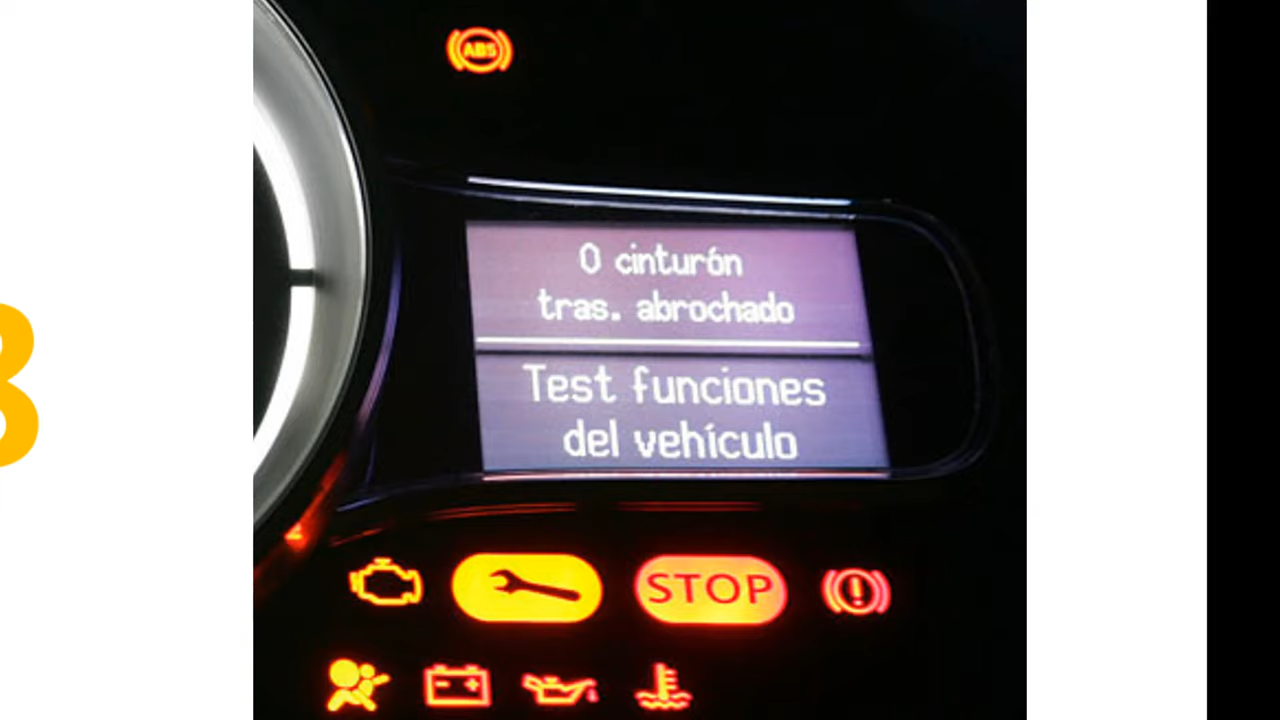 ABS
0 cinturón
tras. abrochado
Test funciones
del vehículo
STOP